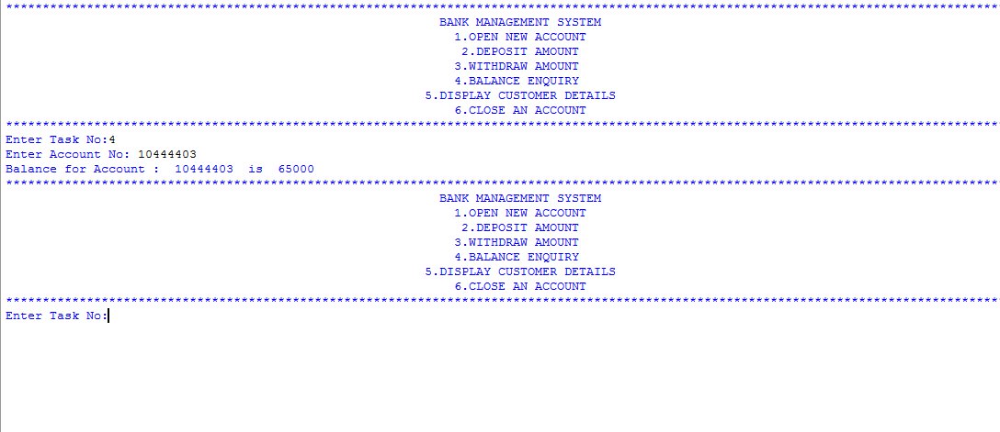 ****************************************************************************************************************************************
BANK MANAGEMENT SYSTEM
1.OPEN NEW ACCOUNT
2.DEPOSIT AMOUNT
3.WITHDRAW AMOUNT
4.BALANCE ENQUIRY
5.DISPLAY CUSTOMER DETAILS
6.CLOSE AN ACCOUNT
****************************************************************************************************************************************
Enter Task No:4
Enter Account No: 10444403
Balance for Account :  10444403  is  65000
****************************************************************************************************************************************
BANK MANAGEMENT SYSTEM
1.OPEN NEW ACCOUNT
2.DEPOSIT AMOUNT
3.WITHDRAW AMOUNT
4.BALANCE ENQUIRY
5.DISPLAY CUSTOMER DETAILS
6.CLOSE AN ACCOUNT
****************************************************************************************************************************************
Enter Task No: